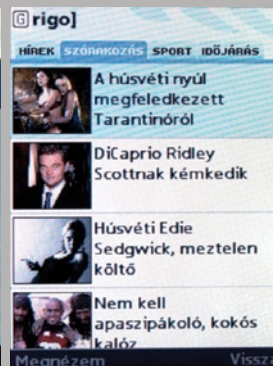 [G]rigo]
HÍREK SZÓRAKOZÁS SPORT IDŐJÁRÁS
A húsvéti nyúl
megfeledkezett
Tarantinóról
DiCaprio Ridley
Scottnak kémkedik
Húsvéti Edie
Sedgwick, meztelen
költő
Nem kell
apaszipákoló, kokós
kalóz
Megnézem Vissza